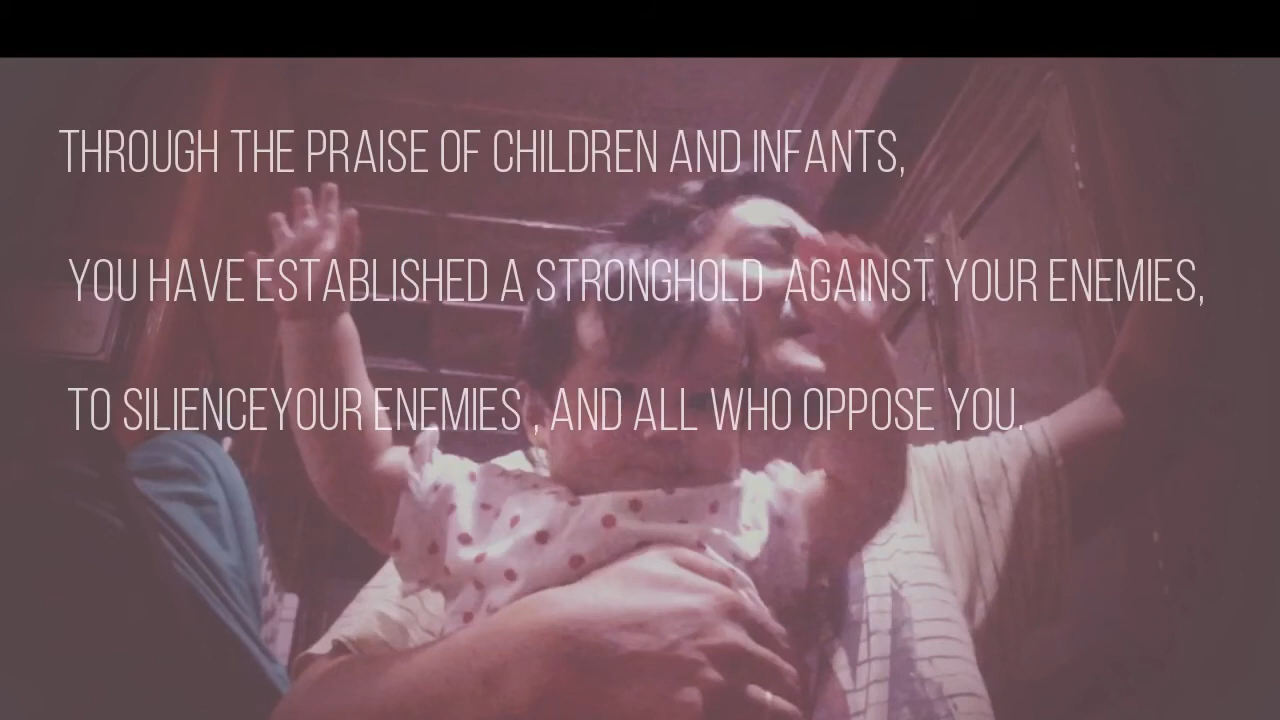 THROUGH THE PRAISE OF CHILDREN AND INFANTS,
YOU HAVE ESTABLISHED A STRONGHOLD AGAINST YOUR ENEMIES,
TO SILIENCEYOUR ENEMIES , AND ALL WHO OPPOSE YOU.